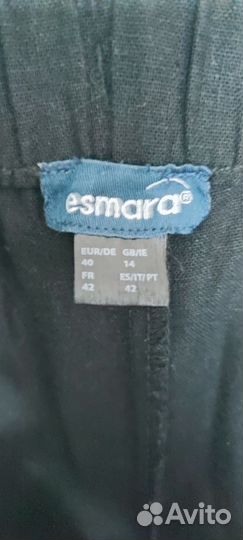 esmara®
EUR/DE GB/IE
40 14
FR ES/IT/PT
42 42
Avito